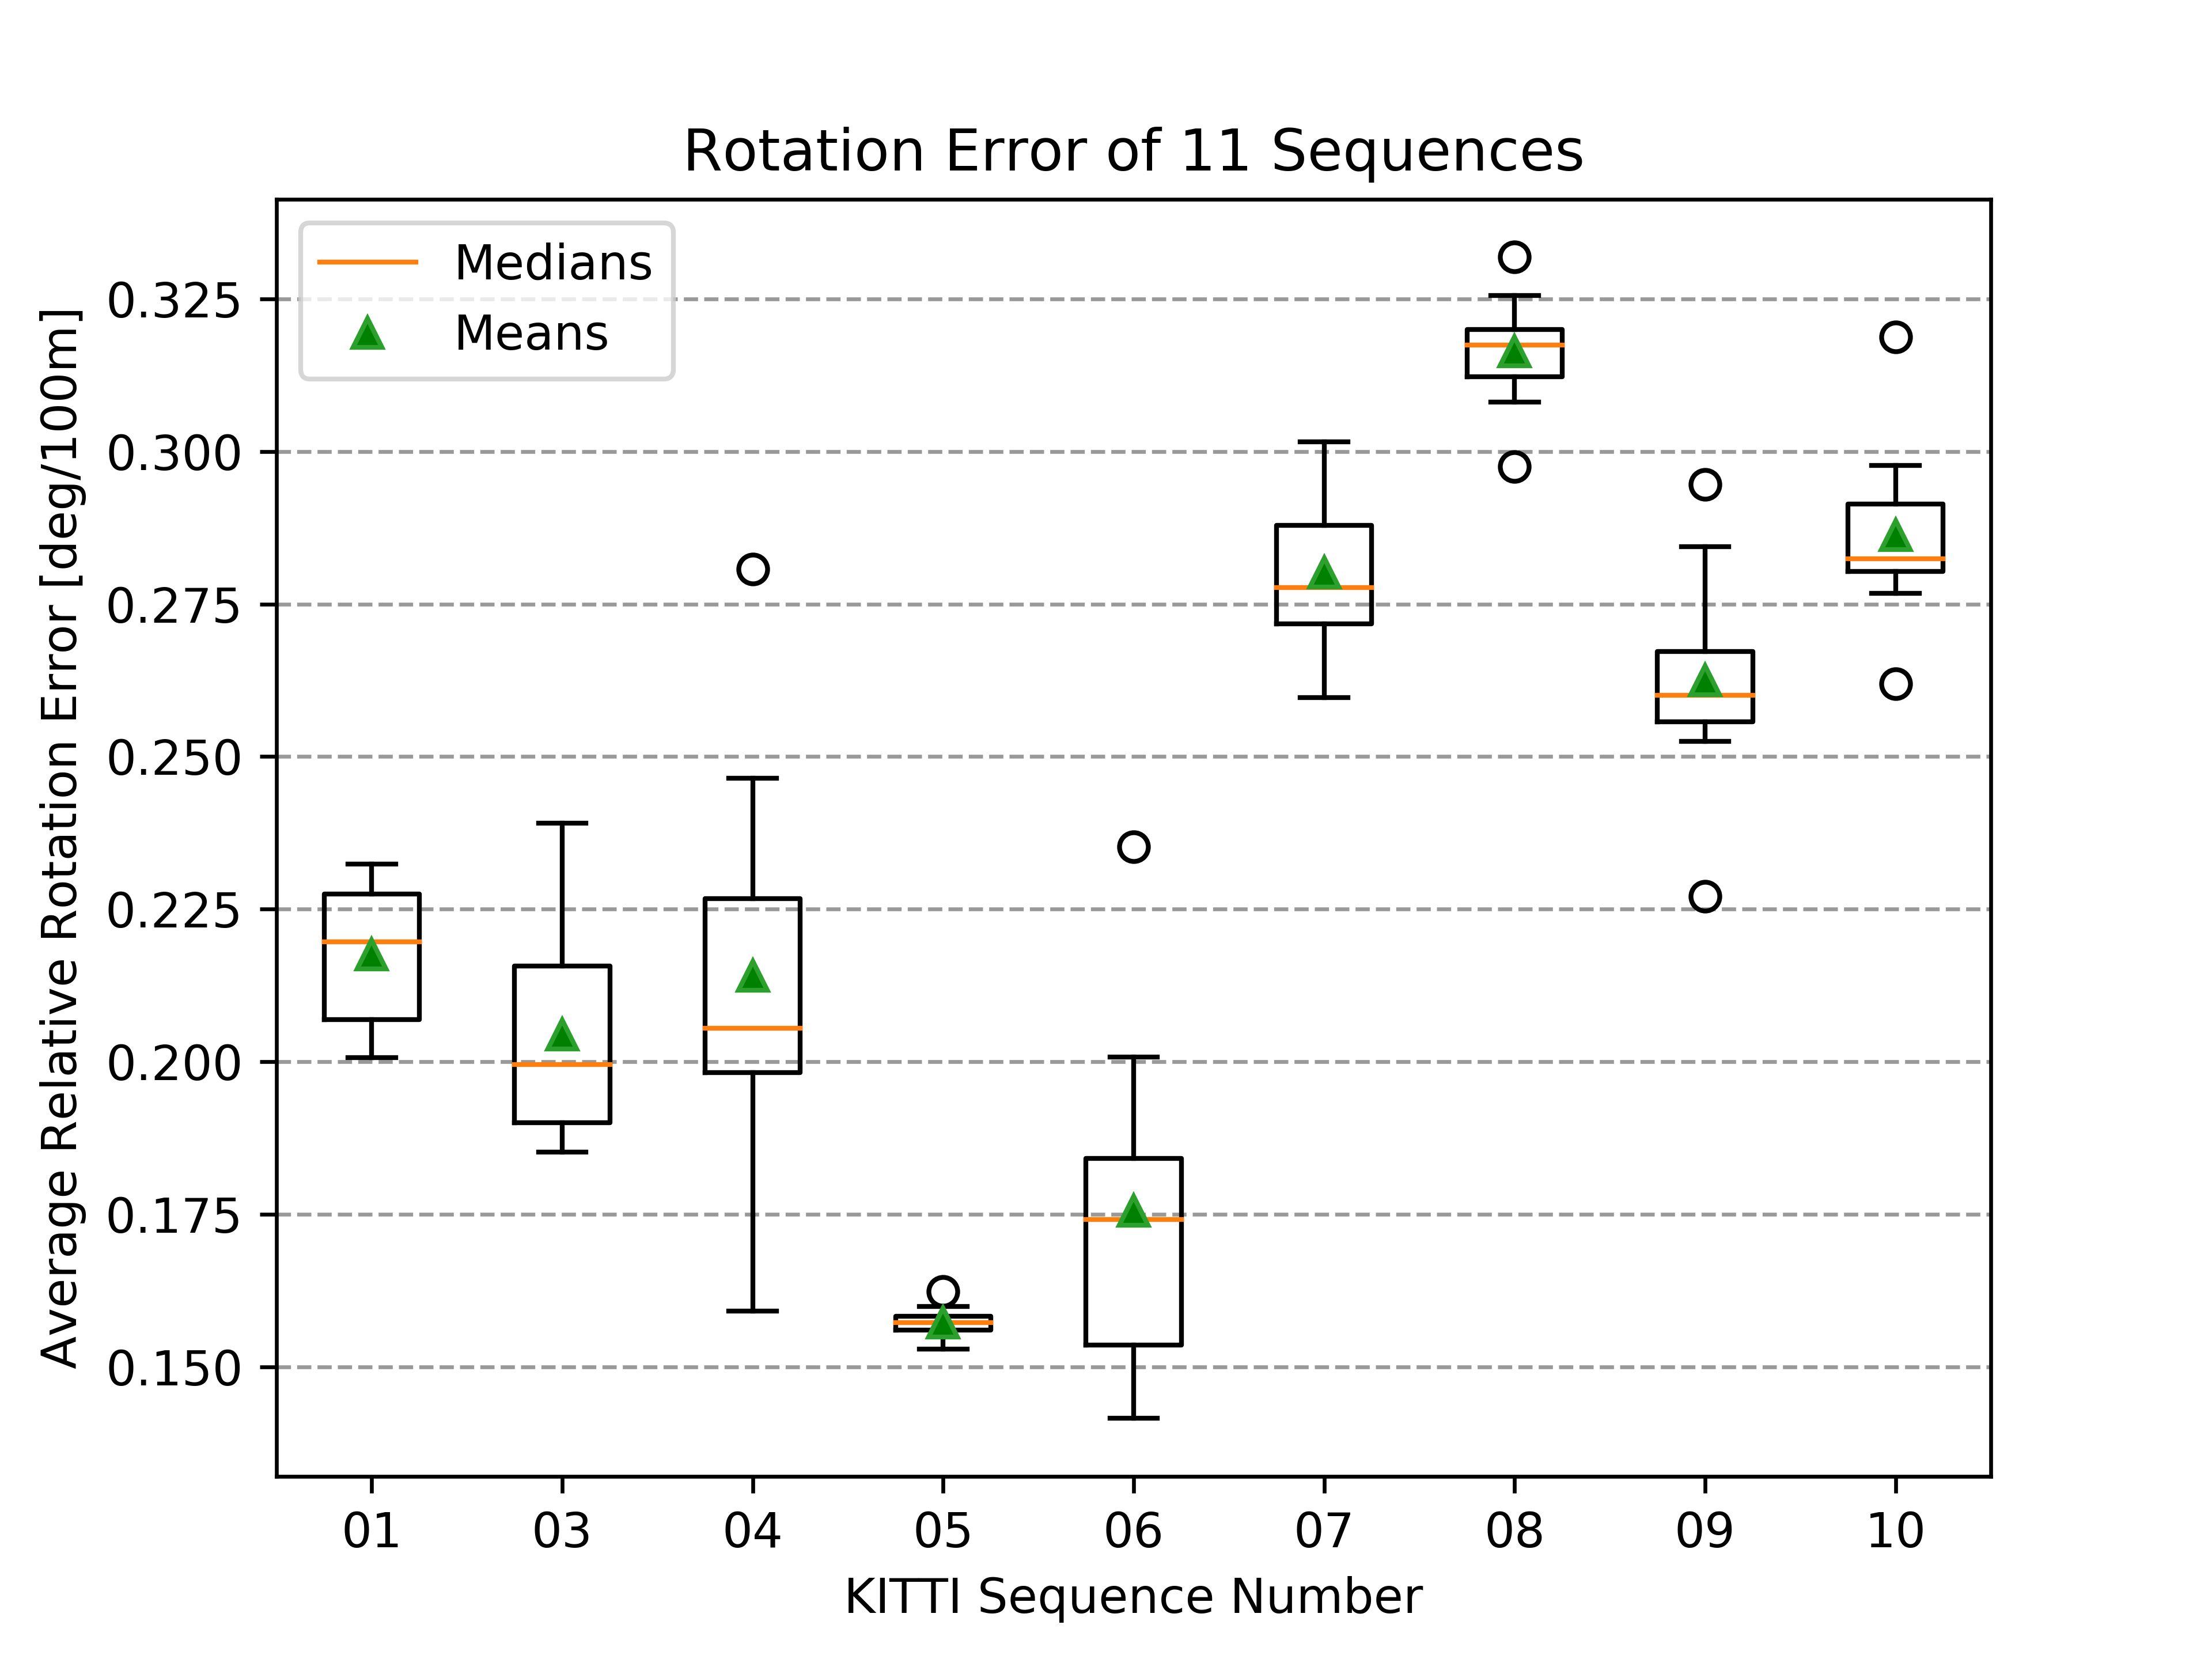 Rotation Error of 11 Sequences
Medians
Means
Average Relative Rotation Error [deg/100m]
0.325
0.300
0.275
0.250
0.225
0.200
0.175
0.150
01 03 04 05 06 07 08 09 10
KITTI Sequence Number